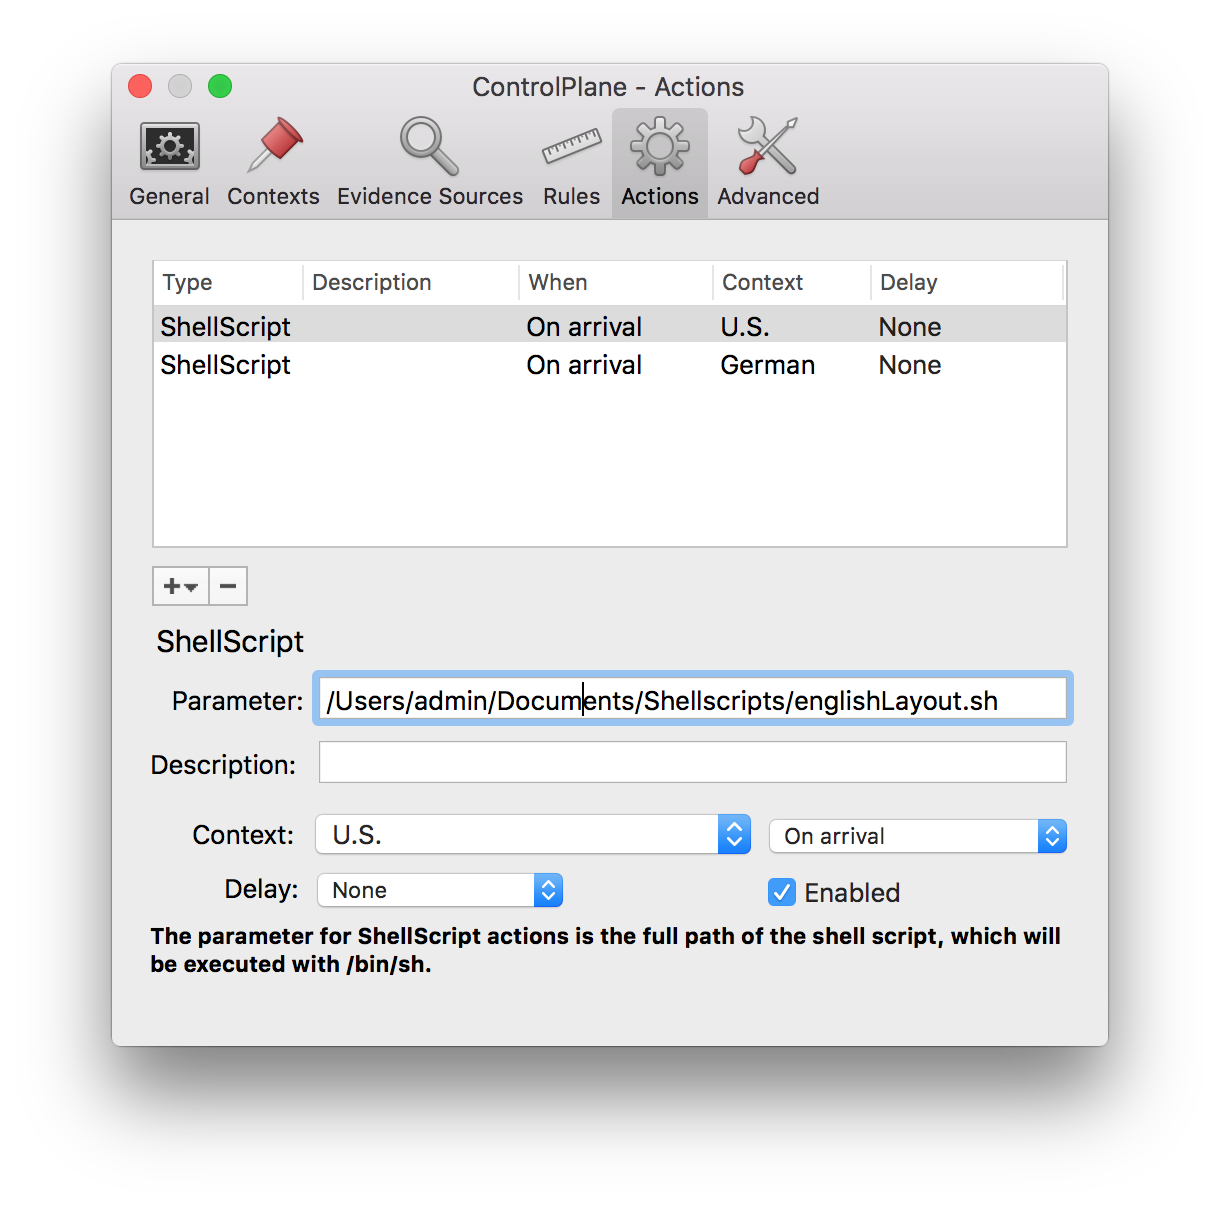 ControlPlane - Actions
General Contexts Evidence Sources Rules Actions Advanced
Type Description When Context Delay
ShellScript On arrival U.S. None
ShellScript On arrival German None
ShellScript
Parameter: /Users/admin/Documents/Shellscripts/englishLayout.sh
Description:
Context: U.S. On arrival
Delay: None Enabled
The parameter for ShellScript actions is the full path of the shell script, which will
be executed with /bin/sh.